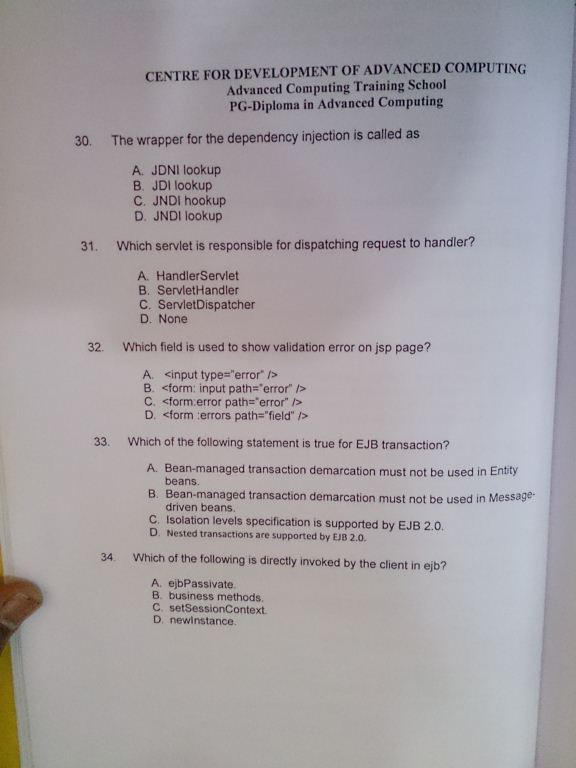 CENTRE FOR DEVELOPMENT OF ADVANCED COMPUTING
Advanced Computing Training School
PG-Diploma in Advanced Computing
30. The wrapper for the dependency injection is called as
A. JDNI lookup
B. JDI lookup
C. JNDI hookup
D. JNDI lookup
31. Which servlet is responsible for dispatching request to handler?
A. HandlerServlet
B. ServletHandler
C. ServletDispatcher
D. None
32. Which field is used to show validation error on jsp page?
A. <input type="error" />
B. <form: input path="error" />
C. <form:error path="error" />
D. <form :errors path="field" />
33. Which of the following statement is true for EJB transaction?
A. Bean-managed transaction demarcation must not be used in Entity
beans.
B. Bean-managed transaction demarcation must not be used in Message-
driven beans.
C. Isolation levels specification is supported by EJB 2.0.
D. Nested transactions are supported by EJB 2.0.
34. Which of the following is directly invoked by the client in ejb?
A. ejbPassivate.
B. business methods.
C. setSessionContext.
D. newInstance.